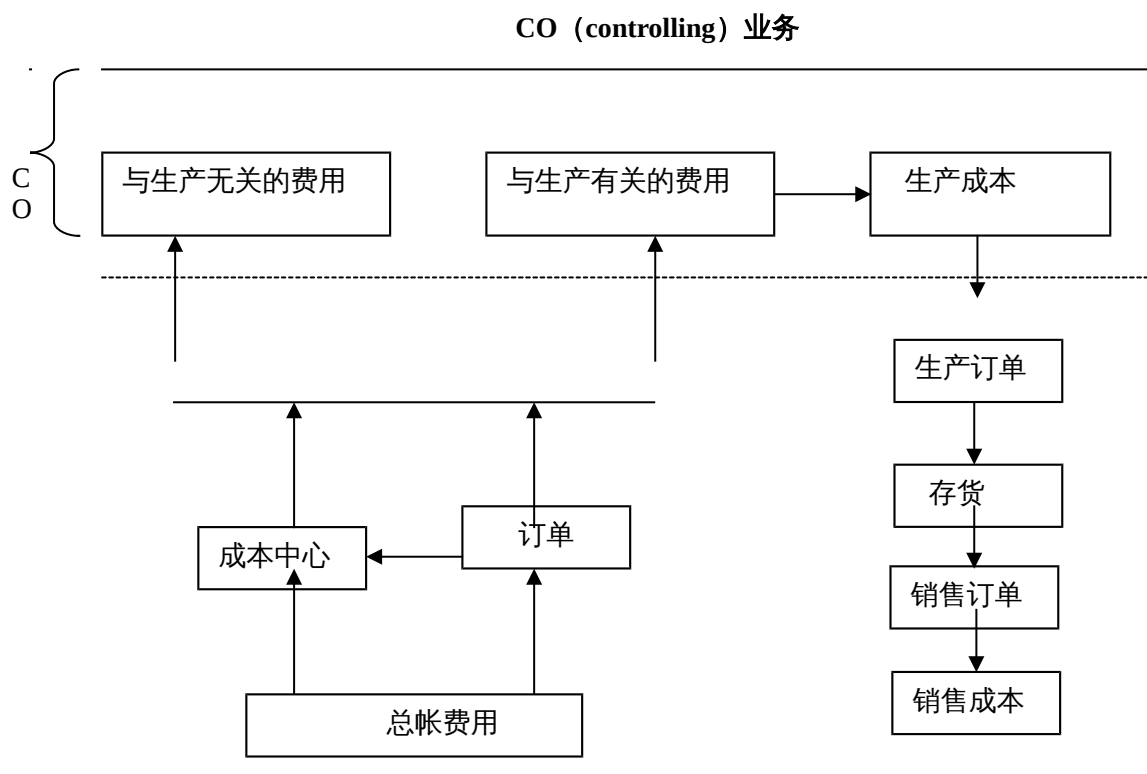 CO（controlling）业务
C
O
与生产无关的费用
与生产有关的费用
生产成本
生产订单
存货
订单
成本中心
销售订单
销售成本
总帐费用